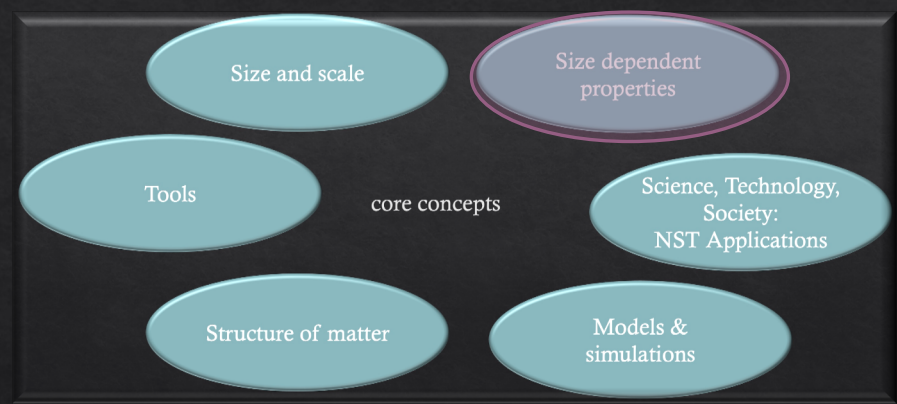 Size and scale
Size dependent
properties
Tools
core concepts
Science, Technology,
Society:
NST Applications
Structure of matter
Models &
simulations